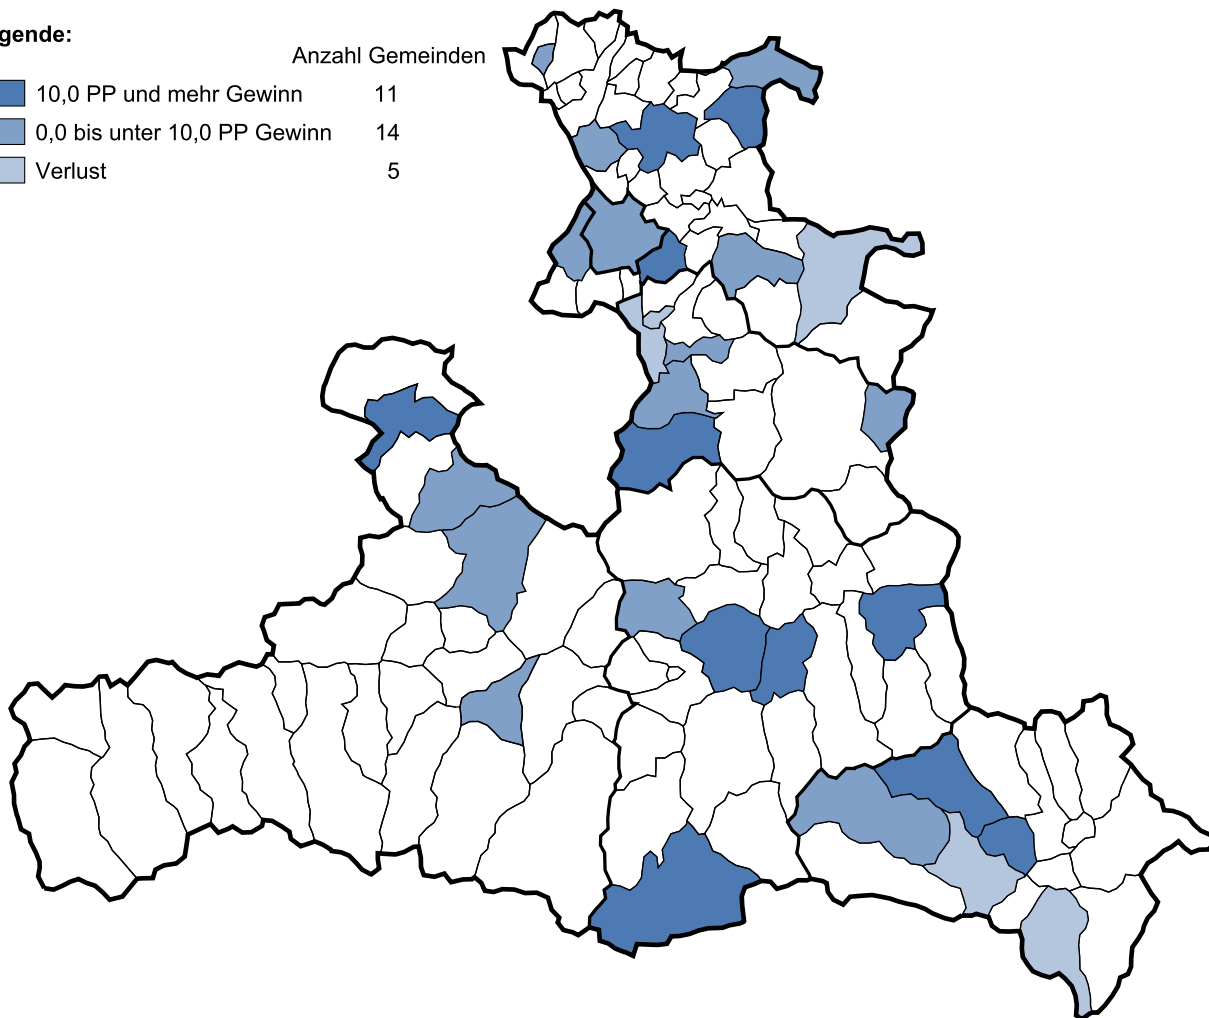 gende:
Anzahl Gemeinden
10,0 PP und mehr Gewinn 11
0,0 bis unter 10,0 PP Gewinn 14
Verlust 5